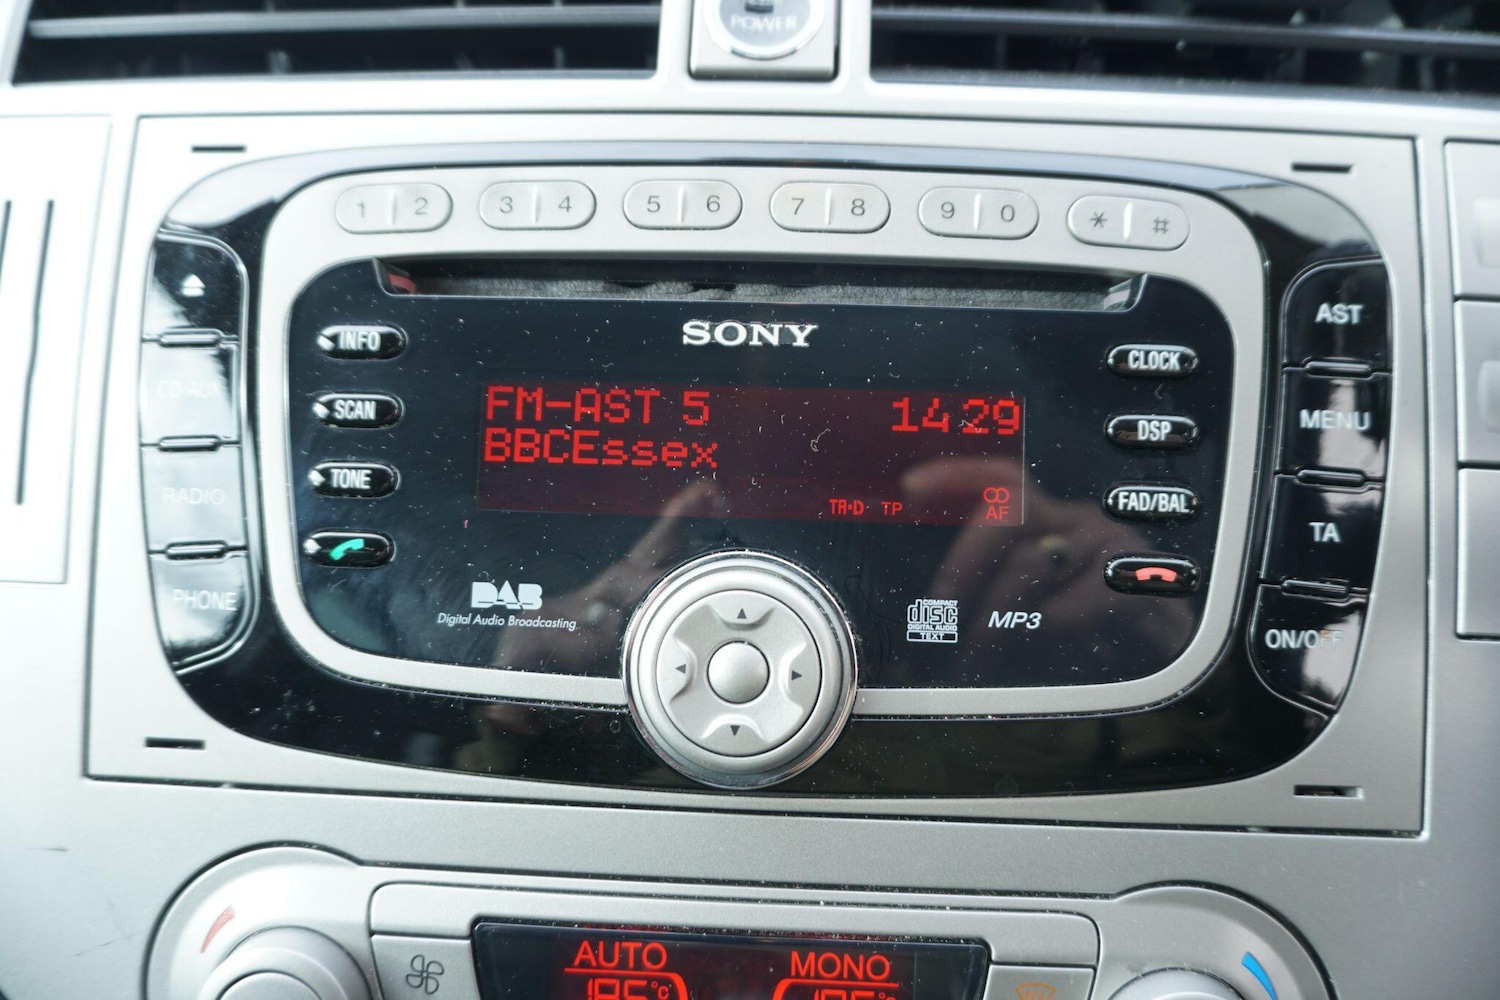 POWER
1 2 3 4 5 6 7 8 9 0 * #
SONY
INFO
SCAN
TONE
CD/AUX
RADIO
PHONE
FM-AST 5 14 29
BBCEssex
TA·D TP AF
CLOCK
DSP
FAD/BAL
AST
MENU
TA
ON/OFF
DAB
Digital Audio Broadcasting
COMPACT
disc
DIGITAL AUDIO
TEXT
MP3
AUTO MONO
°C °C